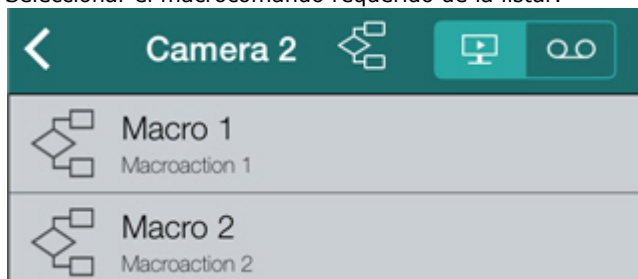 Seleccionar el macrocomando requerido de la lista.
Camera 2
Macro 1
Macroaction 1
Macro 2
Macroaction 2